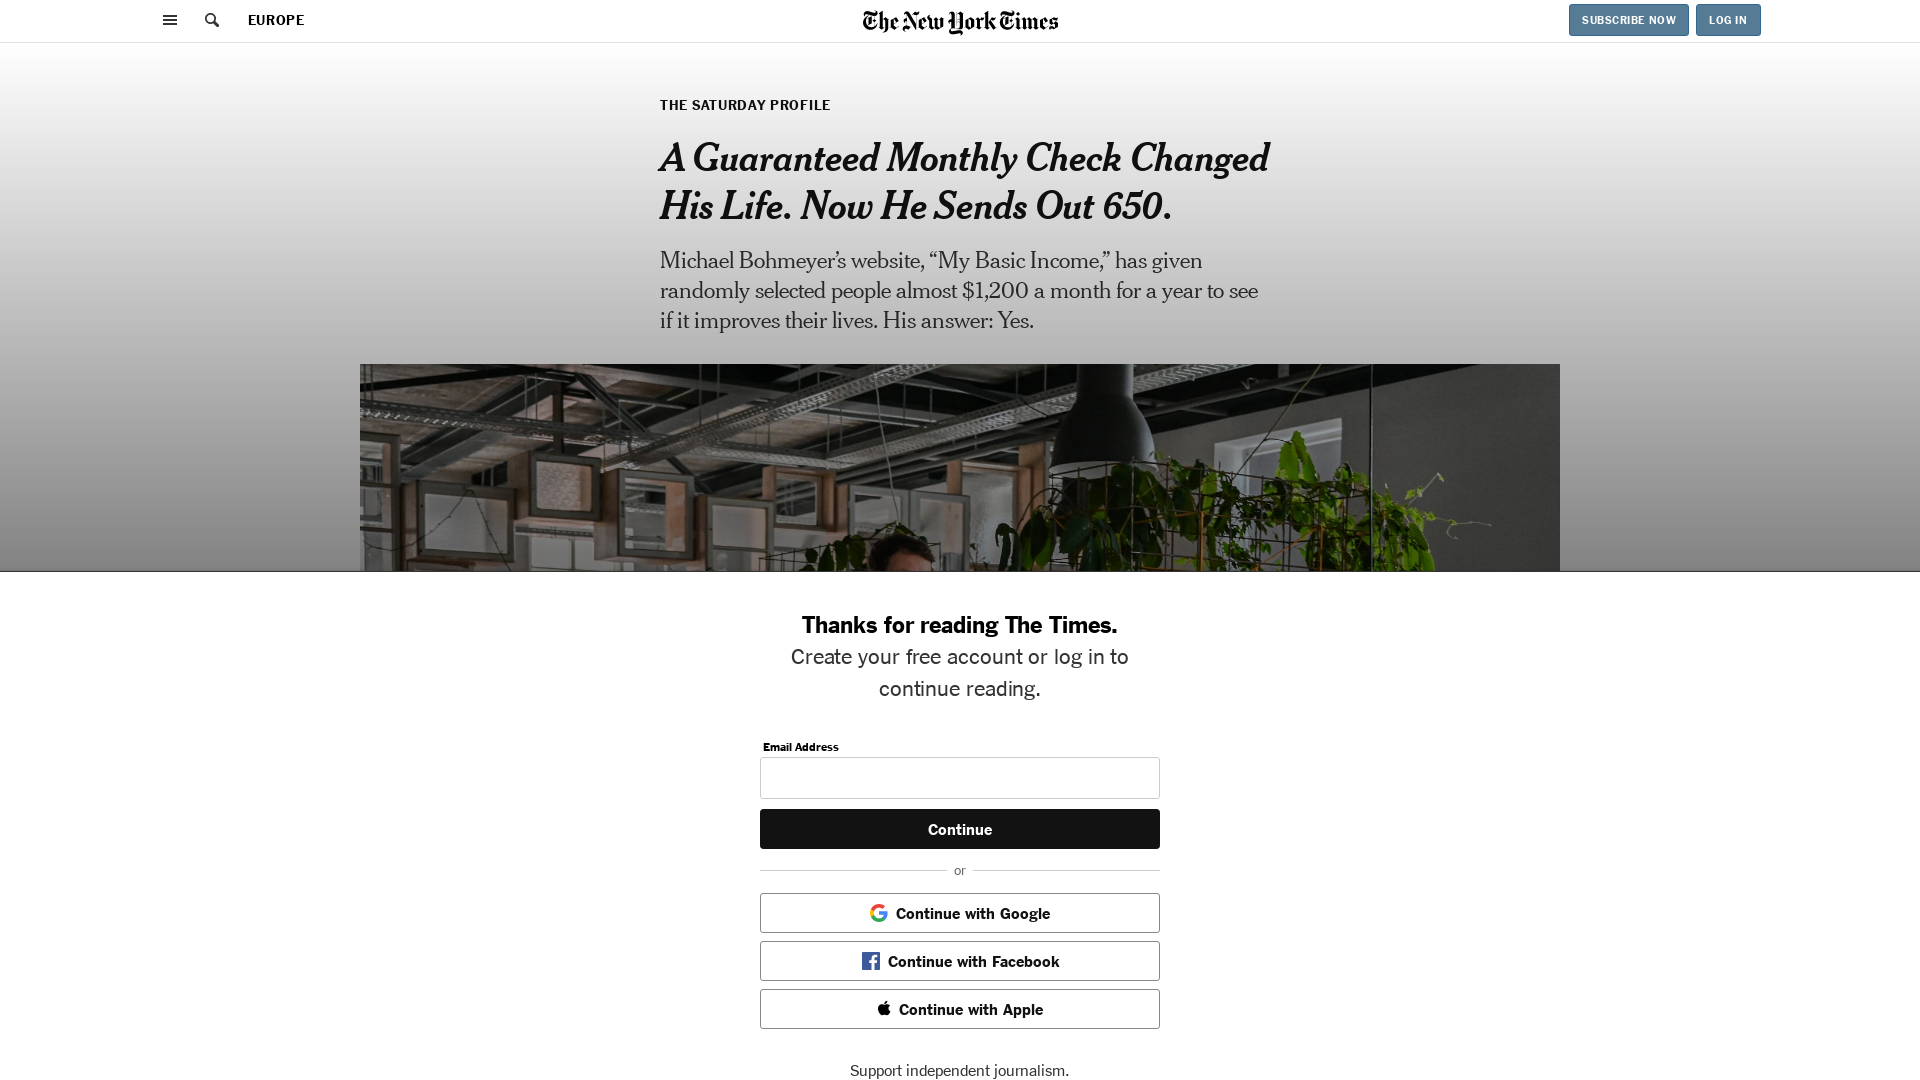 EUROPE
The New York Times
SUBSCRIBE NOW
LOG IN
THE SATURDAY PROFILE
A Guaranteed Monthly Check Changed
His Life. Now He Sends Out 650.
Michael Bohmeyer’s website, “My Basic Income,” has given
randomly selected people almost $1,200 a month for a year to see
if it improves their lives. His answer: Yes.
Thanks for reading The Times.
Create your free account or log in to
continue reading.
Email Address
Continue
or
Continue with Google
Continue with Facebook
Continue with Apple
Support independent journalism.